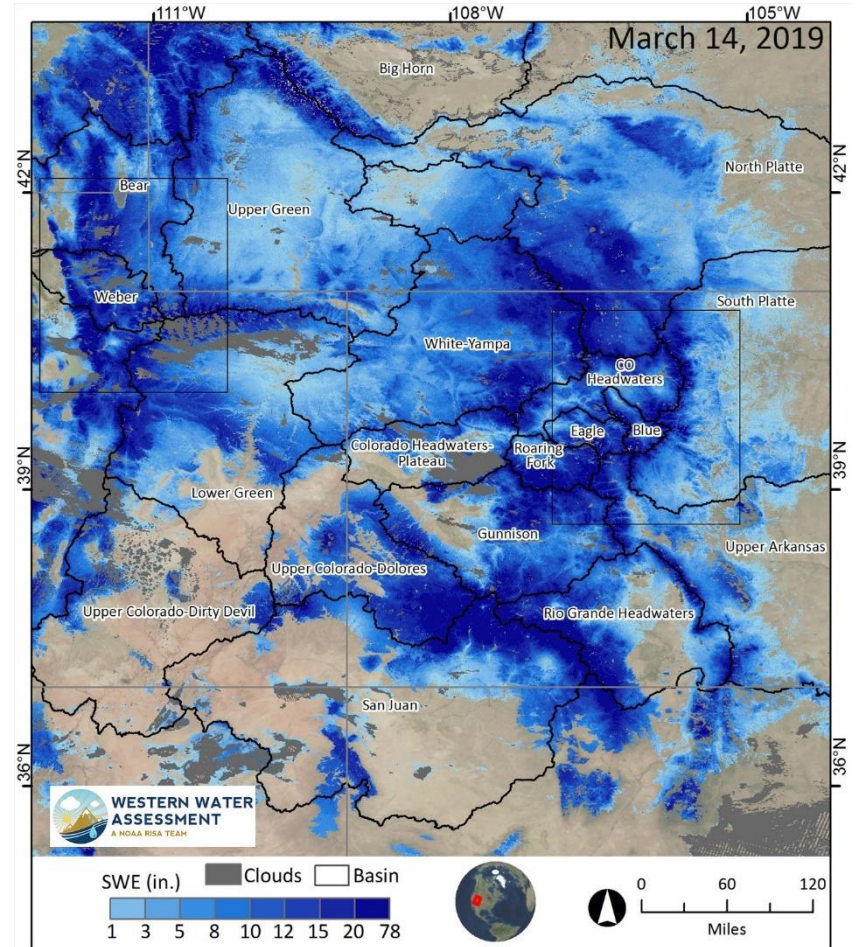 111°W 108°W 105°W
March 14, 2019
Big Horn
42°N
42°N
North Platte
Bear
Upper Green
Weber
South Platte
White-Yampa
CO
Headwaters
Colorado Headwaters-
Plateau
Roaring
Fork
Eagle
Blue
39°N
39°N
Lower Green
Gunnison
Upper Arkansas
Upper Colorado-Dolores
Upper Colorado-Dirty Devil
Rio Grande Headwaters
San Juan
36°N
36°N
WESTERN WATER
ASSESSMENT
A NOAA RISA TEAM
SWE (in.) Clouds Basin
1 3 5 8 10 12 15 20 78
0 60 120
Miles